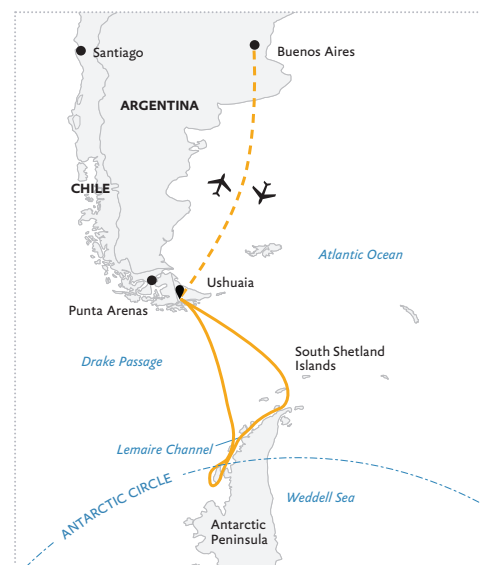 Santiago
Buenos Aires
ARGENTINA
CHILE
Atlantic Ocean
Ushuaia
Punta Arenas
South Shetland
Islands
Drake Passage
Lemaire Channel
ANTARCTIC CIRCLE
Weddell Sea
Antarctic
Peninsula